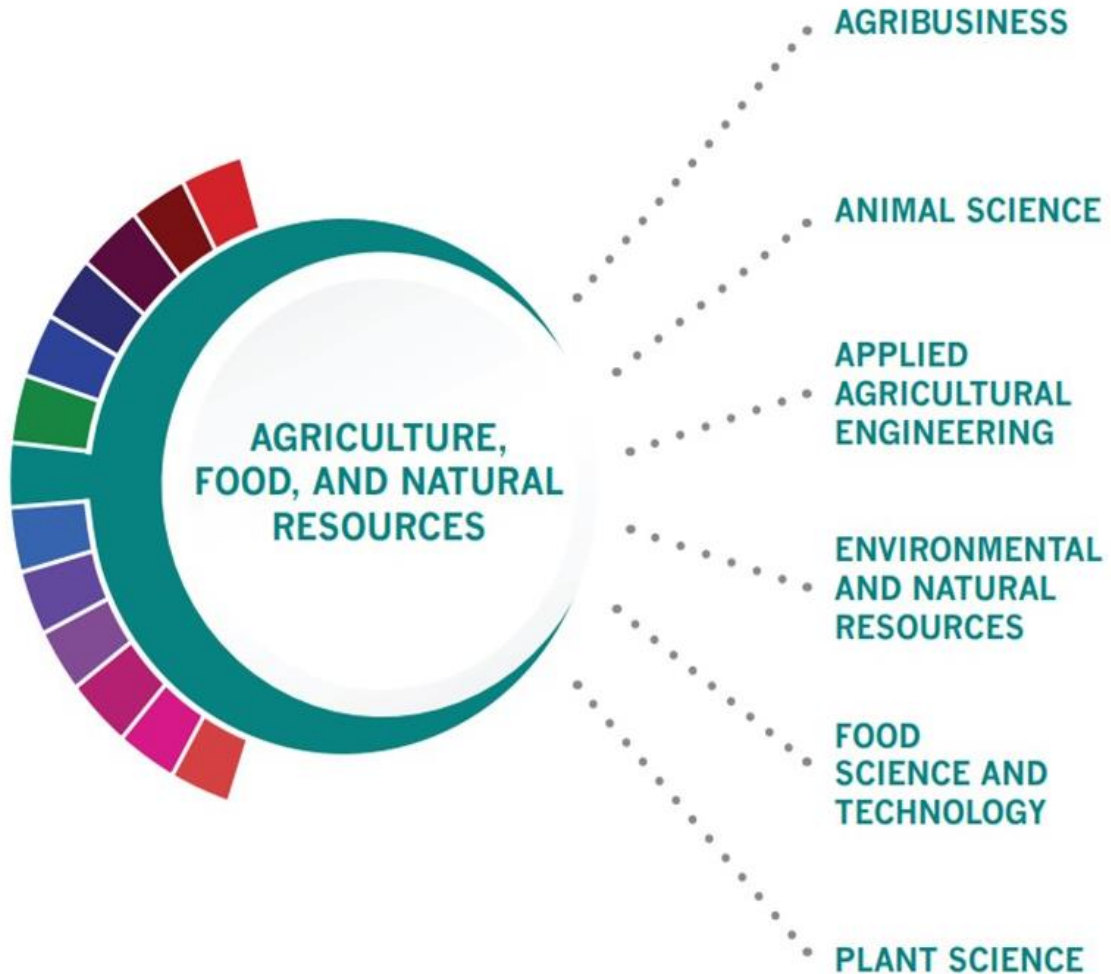 AGRICULTURE,
FOOD, AND NATURAL
RESOURCES
AGRIBUSINESS
ANIMAL SCIENCE
APPLIED
AGRICULTURAL
ENGINEERING
ENVIRONMENTAL
AND NATURAL
RESOURCES
FOOD
SCIENCE AND
TECHNOLOGY
PLANT SCIENCE